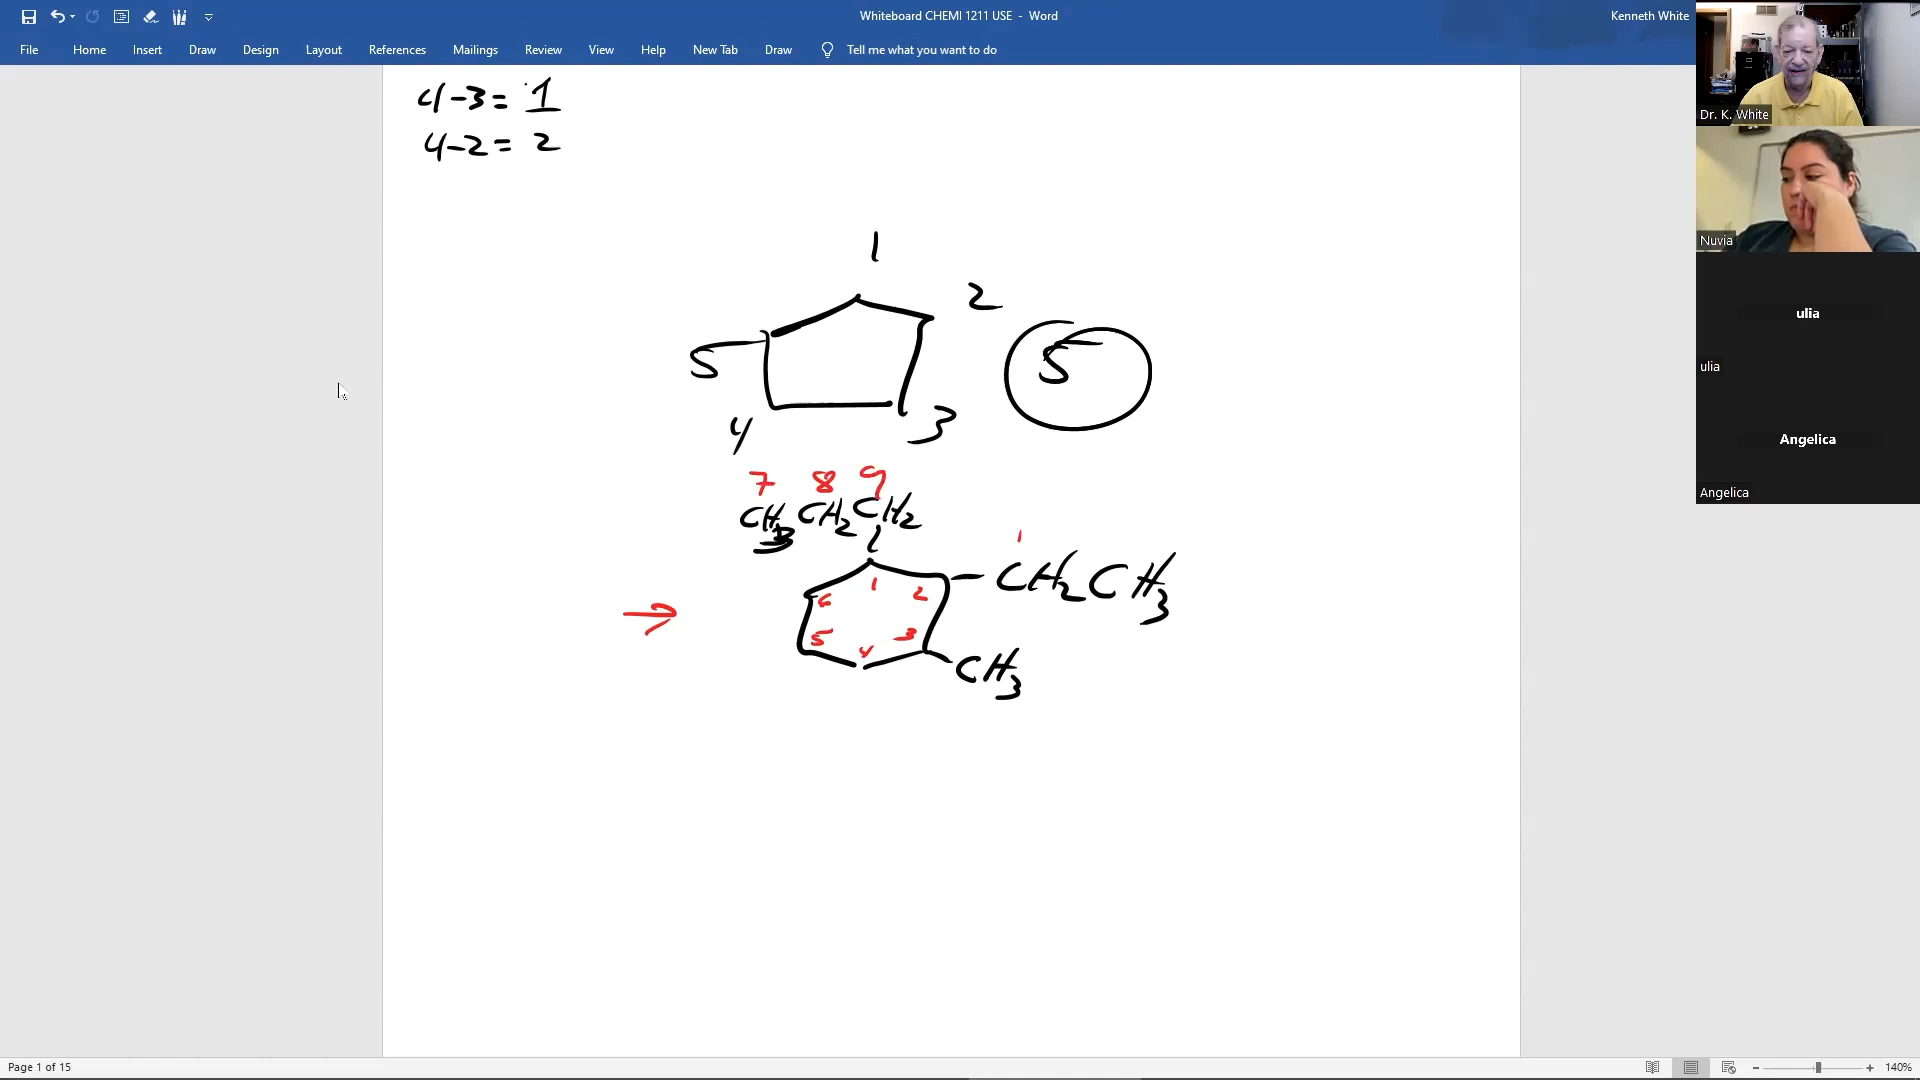 Whiteboard CHEMI 1211 USE - Word
Kenneth White
File Home Insert Draw Design Layout References Mailings Review View Help New Tab Draw Tell me what you want to do
Dr. K. White
Nuvia
ulia
ulia
Angelica
Angelica
4-3= 1
4-2= 2
1
2
5
5
4
3
7 8 9
CH3 CH2 CH2
1
CH2CH3
1 2 3 4 5 6
→
CH3
Page 1 of 15
140%